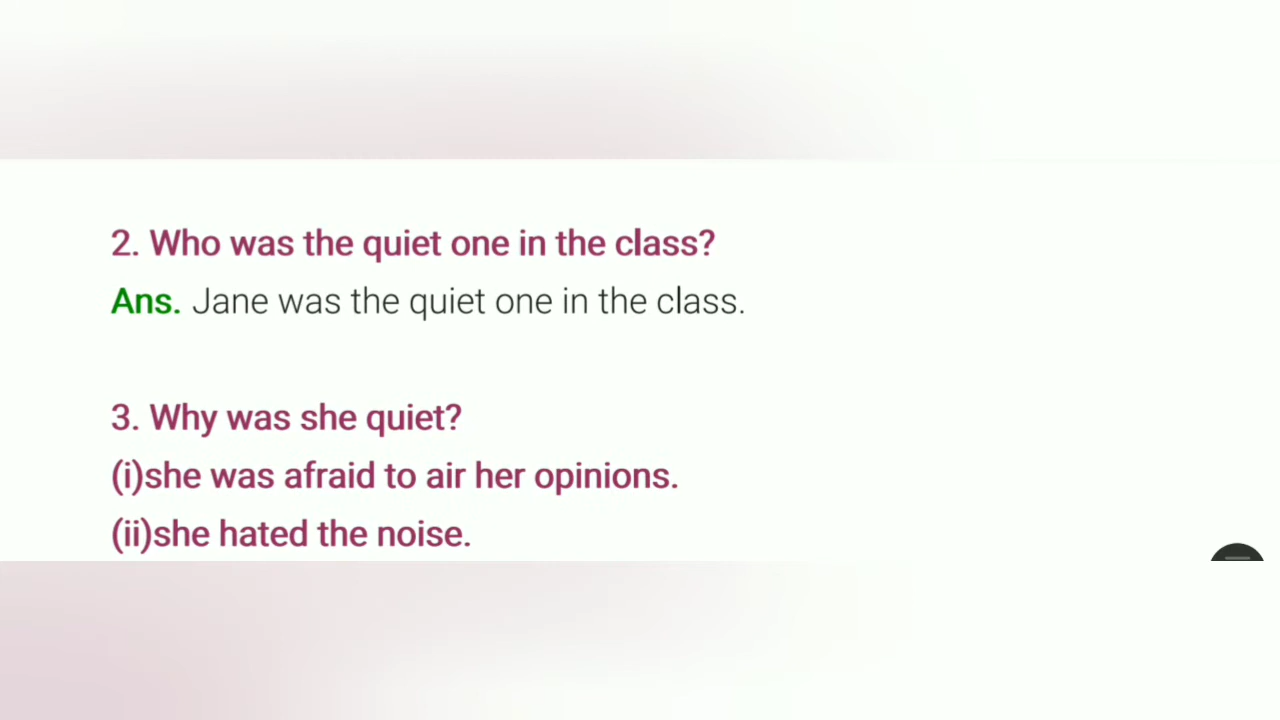 2. Who was the quiet one in the class?
Ans. Jane was the quiet one in the class.
3. Why was she quiet?
(i)she was afraid to air her opinions.
(ii)she hated the noise.